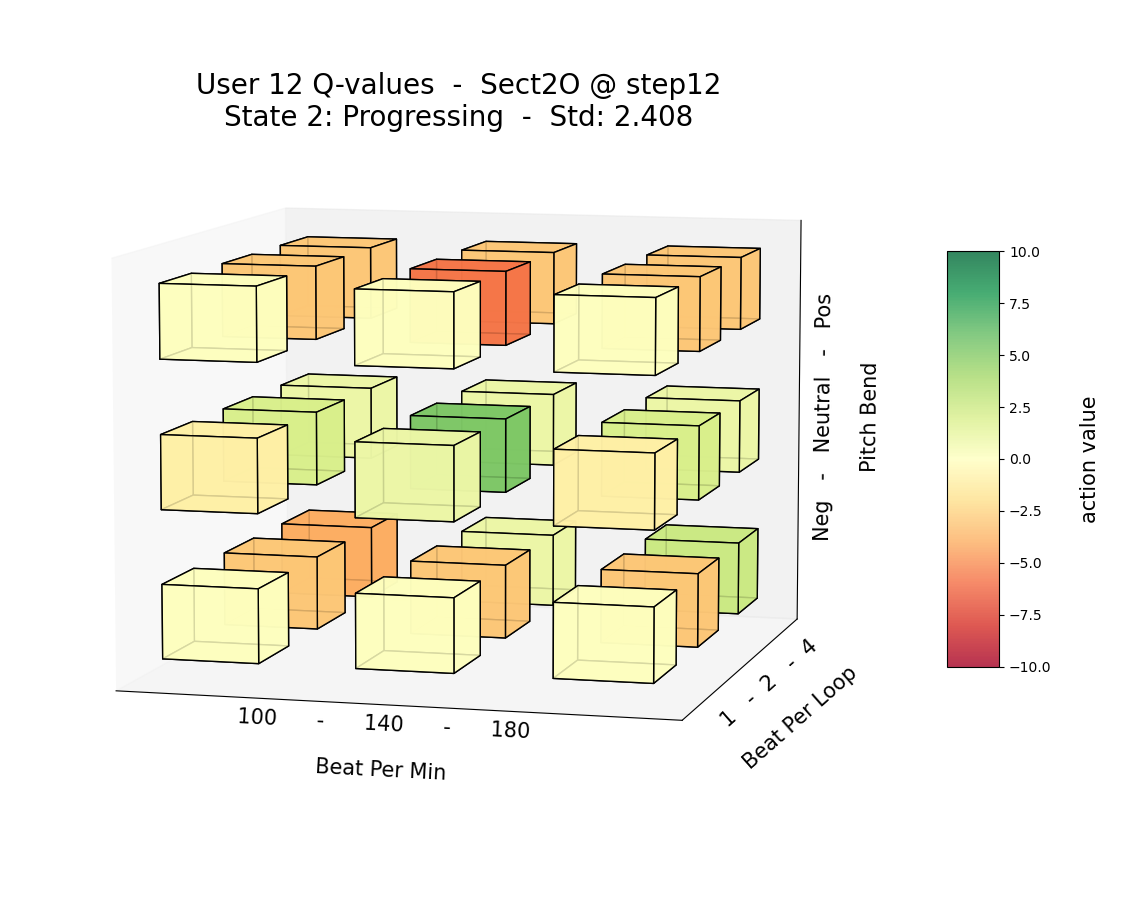 User 12 Q-values - Sect2O @ step12
State 2: Progressing - Std: 2.408
Neg - Neutral - Pos
Pitch Bend
1 - 2 - 4
Beat Per Loop
100 - 140 - 180
Beat Per Min
10.0
7.5
5.0
2.5
0.0
−2.5
−5.0
−7.5
−10.0
action value